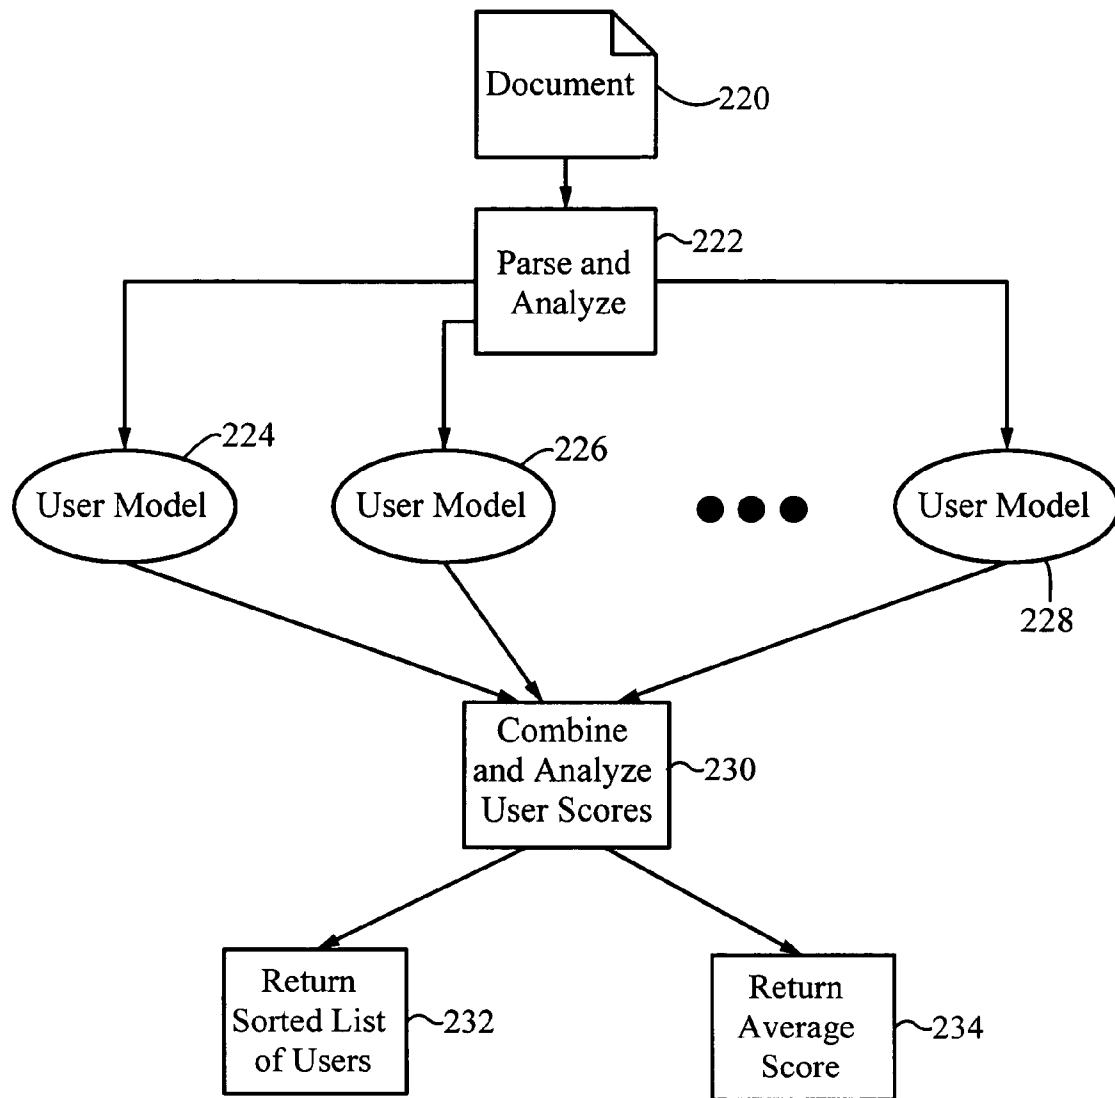 Document
220
222
Parse and
Analyze
224
226
User Model
User Model
User Model
228
Combine
and Analyze
User Scores
230
Return
Sorted List
of Users
232
Return
Average
Score
234